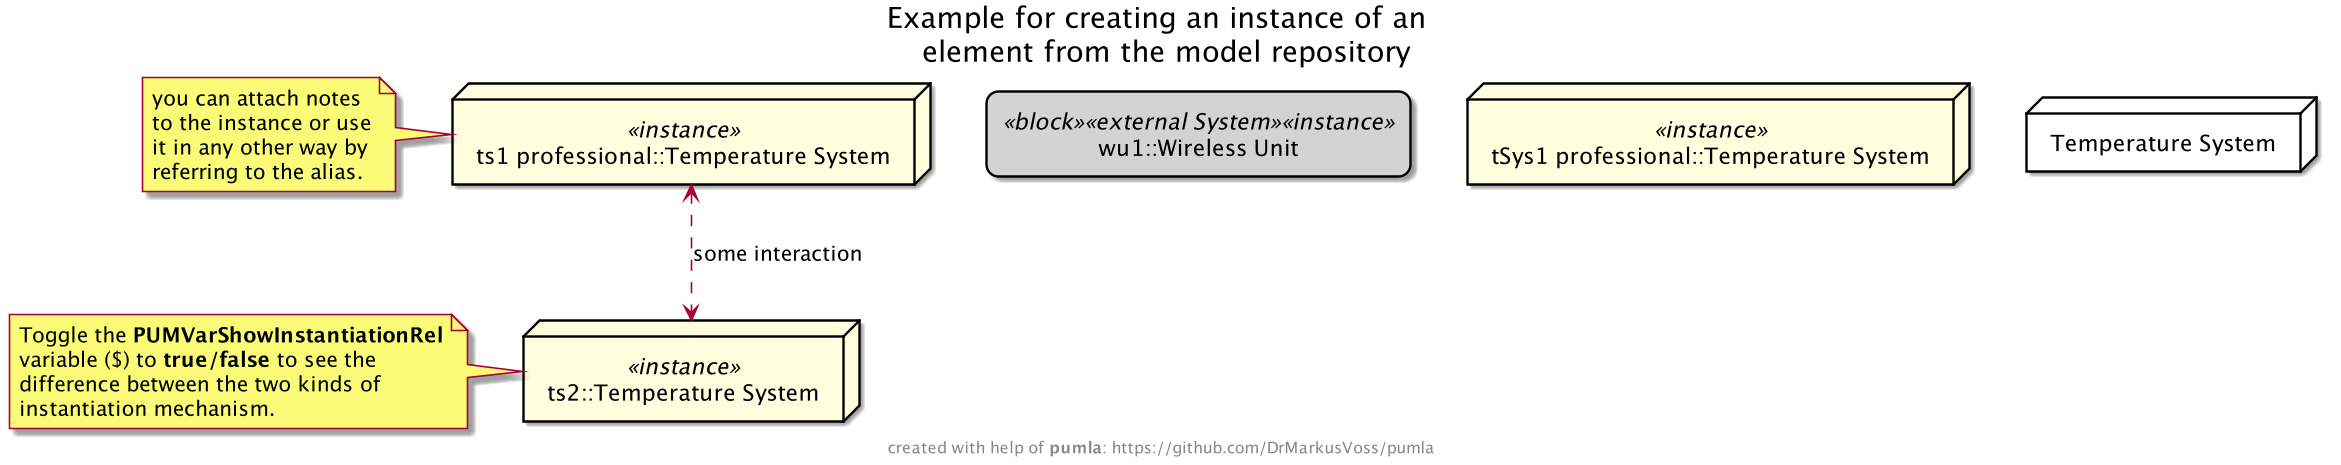 Example for creating an instance of an
element from the model repository
you can attach notes
to the instance or use
it in any other way by
referring to the alias.
«instance»
ts1 professional::Temperature System
«block»«external System»«instance»
wu1::Wireless Unit
«instance»
tSys1 professional::Temperature System
Temperature System
some interaction
Toggle the PUMVarShowInstantiationRel
variable ($) to true/false to see the
difference between the two kinds of
instantiation mechanism.
«instance»
ts2::Temperature System
created with help of pumla: https://github.com/DrMarkusVoss/pumla